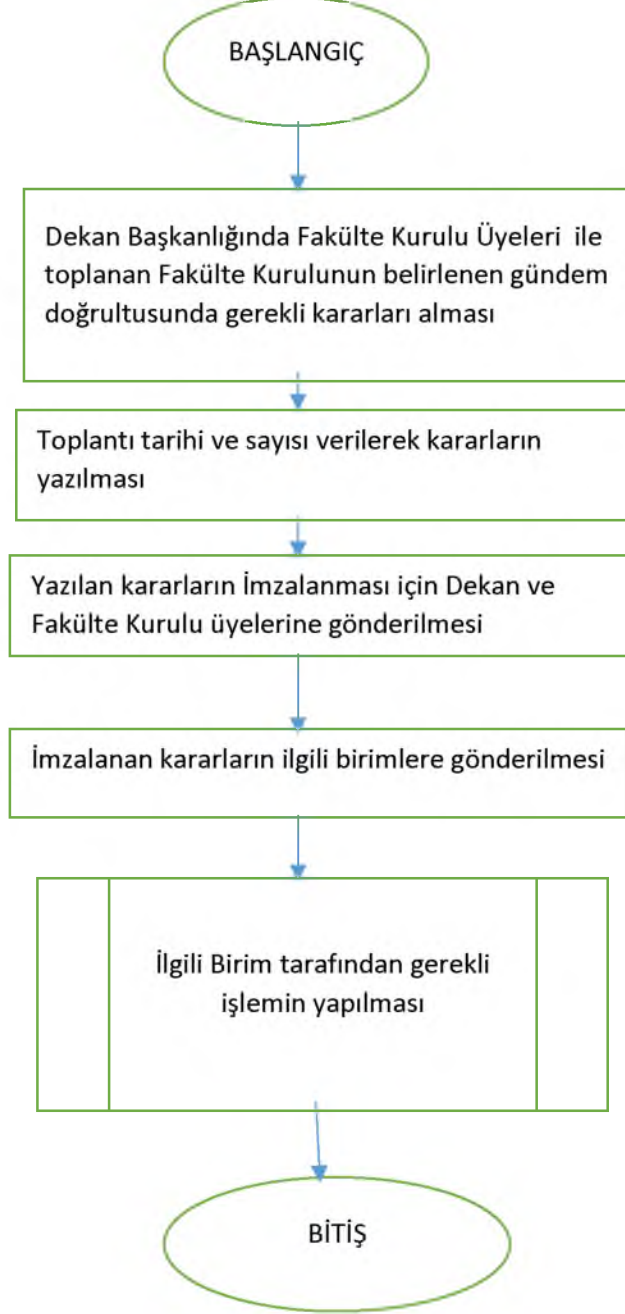 BAŞLANGIÇ
Dekan Başkanlığında Fakülte Kurulu Üyeleri ile
toplanan Fakülte Kurulunun belirlenen gündem
doğrultusunda gerekli kararları alması
Toplantı tarihi ve sayısı verilerek kararların
yazılması
Yazılan kararların İmzalanması için Dekan ve
Fakülte Kurulu üyelerine gönderilmesi
İmzalanan kararların ilgili birimlere gönderilmesi
İlgili Birim tarafından gerekli
işlemin yapılması
BİTİŞ